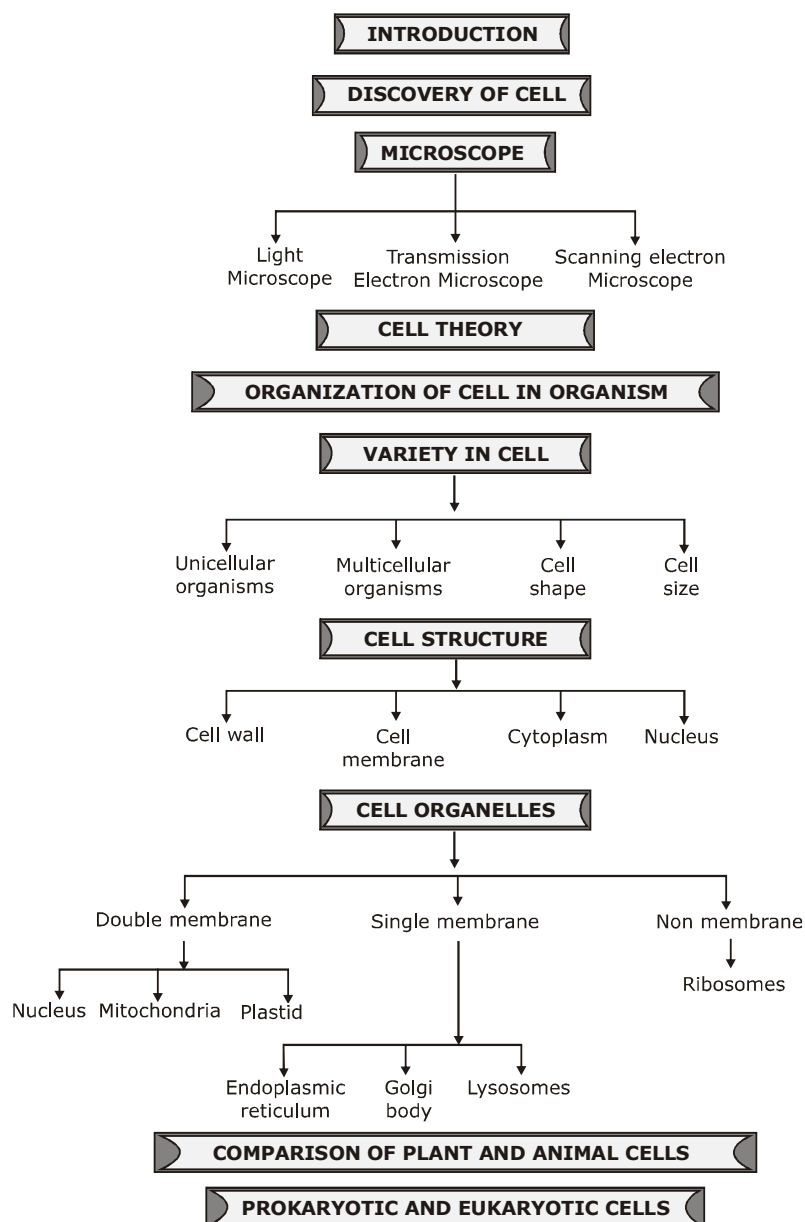 INTRODUCTION
DISCOVERY OF CELL
MICROSCOPE
Light
Microscope
Transmission
Electron Microscope
Scanning electron
Microscope
CELL THEORY
ORGANIZATION OF CELL IN ORGANISM
VARIETY IN CELL
Unicellular
organisms
Multicellular
organisms
Cell
shape
Cell
size
CELL STRUCTURE
Cell wall
Cell
membrane
Cytoplasm
Nucleus
CELL ORGANELLES
Double membrane
Single membrane
Non membrane
Nucleus
Mitochondria
Plastid
Ribosomes
Endoplasmic
reticulum
Golgi
body
Lysosomes
COMPARISON OF PLANT AND ANIMAL CELLS
PROKARYOTIC AND EUKARYOTIC CELLS